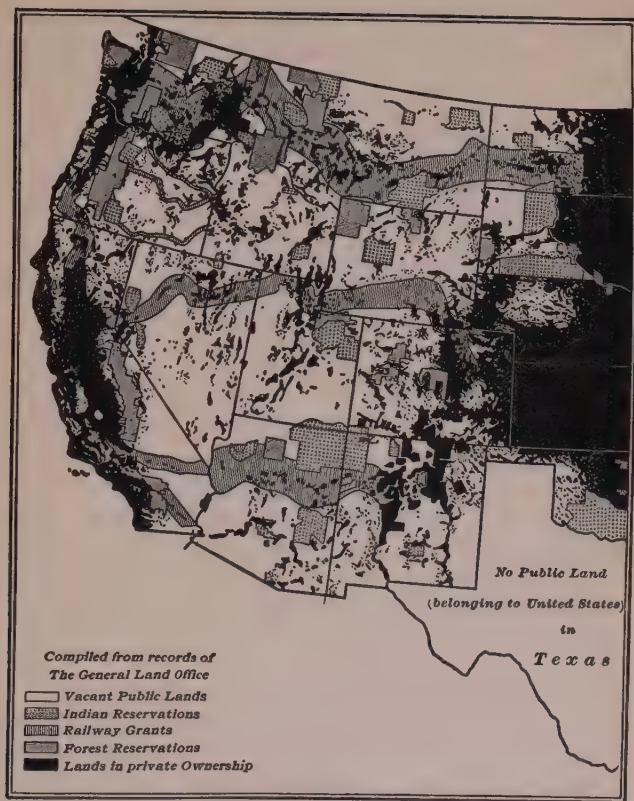 No Public Land
(belonging to United States)
in
Texas
Compiled from records of
The General Land Office
Vacant Public Lands
Indian Reservations
Railway Grants
Forest Reservations
Lands in private Ownership